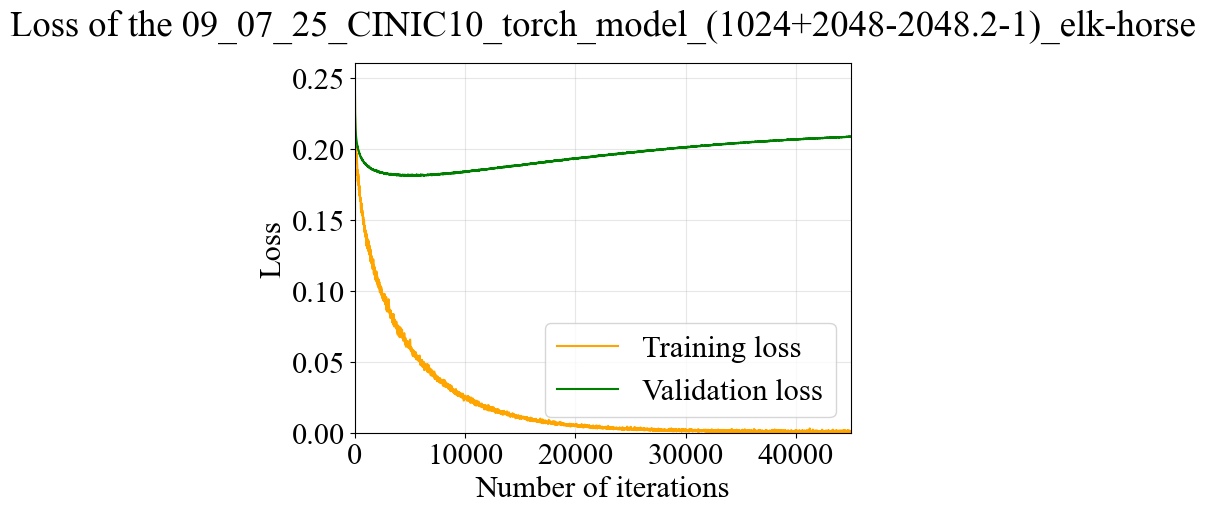 Loss of the 09_07_25_CINIC10_torch_model_(1024+2048-2048.2-1)_elk-horse
0.25
0.20
0.15
0.10
0.05
0.00
Loss
Training loss
Validation loss
0 10000 20000 30000 40000
Number of iterations